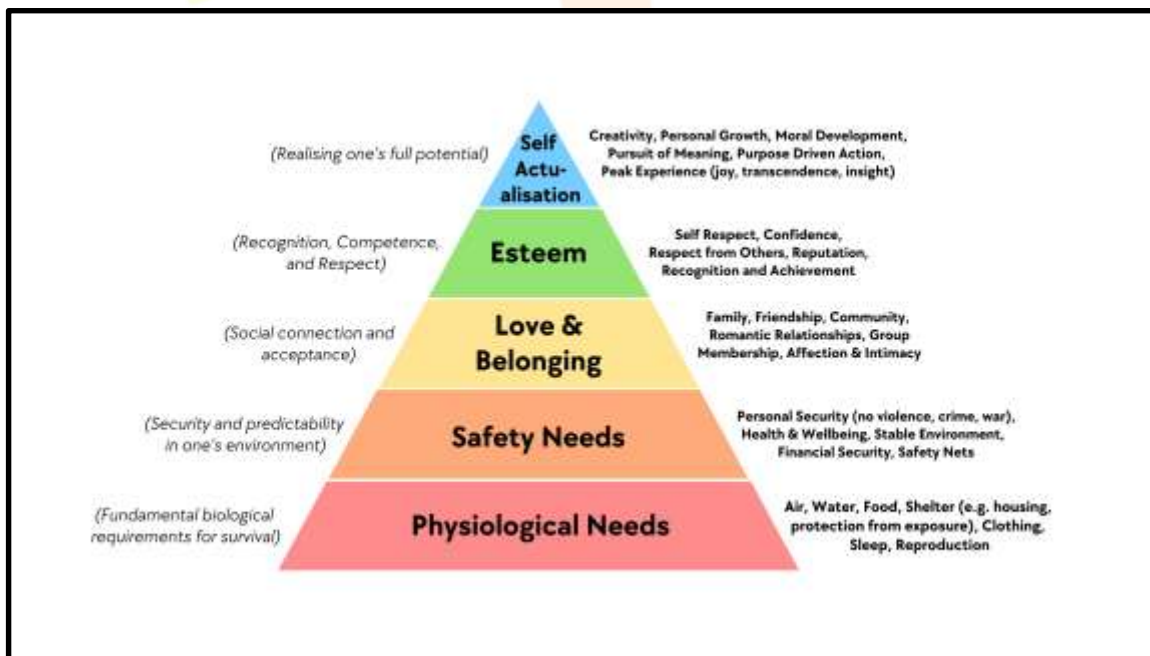 (Realising one's full potential)
Self
Actu-
alisation
Creativity, Personal Growth, Moral Development,
Pursuit of Meaning, Purpose Driven Action,
Peak Experience (joy, transcendence, insight)
(Recognition, Competence,
and Respect)
Esteem
Self Respect, Confidence,
Respect from Others, Reputation,
Recognition and Achievement
(Social connection and
acceptance)
Love &
Belonging
Family, Friendship, Community,
Romantic Relationships, Group
Membership, Affection & Intimacy
(Security and predictability
in one's environment)
Safety Needs
Personal Security (no violence, crime, war),
Health & Wellbeing, Stable Environment,
Financial Security, Safety Nets
(Fundamental biological
requirements for survival)
Physiological Needs
Air, Water, Food, Shelter (e.g. housing,
protection from exposure), Clothing,
Sleep, Reproduction